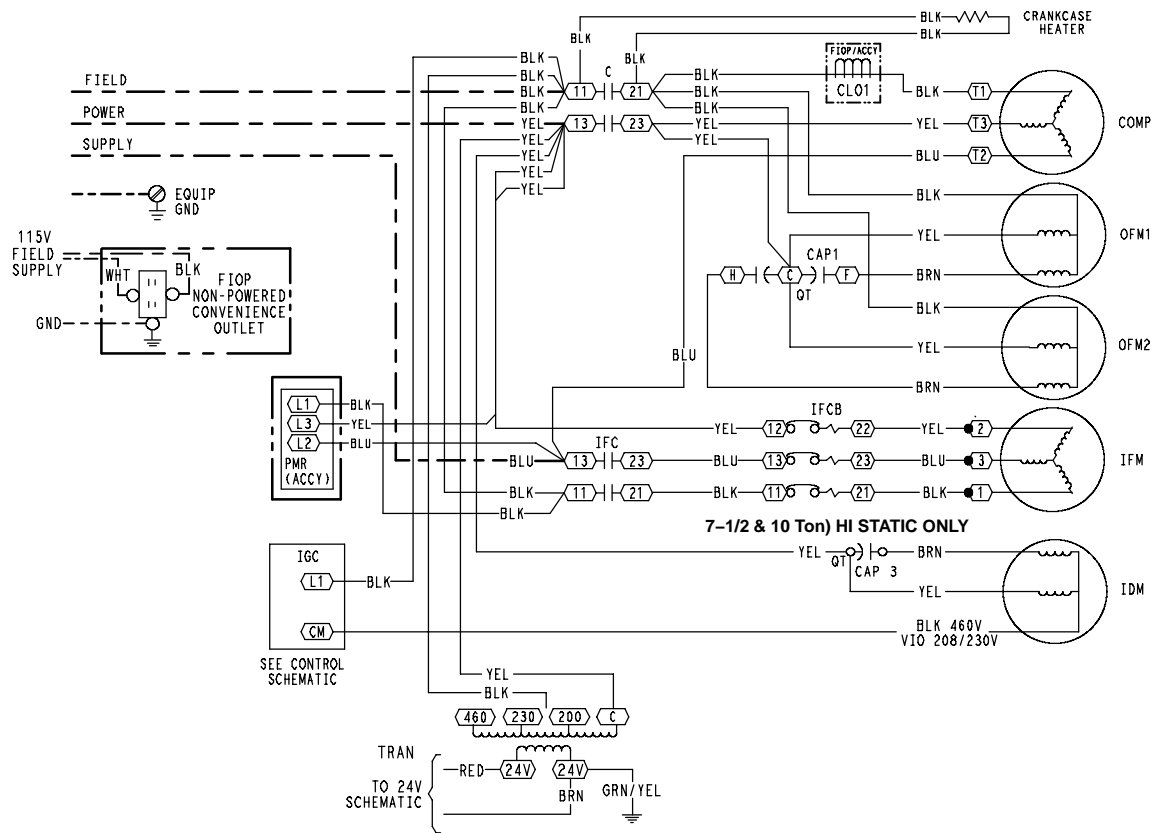 BLK
CRANKCASE
HEATER
BLK
BLK
BLK
FIOP/ACCY
CLO1
FIELD
POWER
SUPPLY
BLK
BLK
BLK
BLK
11
C
21
BLK
BLK
BLK
BLK
T1
YEL
YEL
YEL
YEL
YEL
13
23
YEL
YEL
YEL
T3
COMP
BLU
T2
EQUIP
GND
115V
FIELD
SUPPLY
WHT
BLK
FIOP
NON-POWERED
CONVENIENCE
OUTLET
GND
BLK
YEL
OFM1
CAP1
H
C
F
BRN
QT
BLK
YEL
OFM2
BLU
BRN
L1
BLK
L3
YEL
L2
BLU
PMR
(ACCY)
IFCB
YEL
12
22
YEL
2
IFC
BLU
13
23
BLU
13
23
BLU
3
IFM
BLK
11
21
BLK
11
21
BLK
1
BLK
7–1/2 & 10 Ton) HI STATIC ONLY
IGC
L1
BLK
CM
SEE CONTROL
SCHEMATIC
YEL
QT
CAP 3
BRN
YEL
IDM
BLK 460V
VIO 208/230V
YEL
BLK
460
230
200
C
TRAN
TO 24V
SCHEMATIC
RED
24V
24V
BRN
GRN/YEL